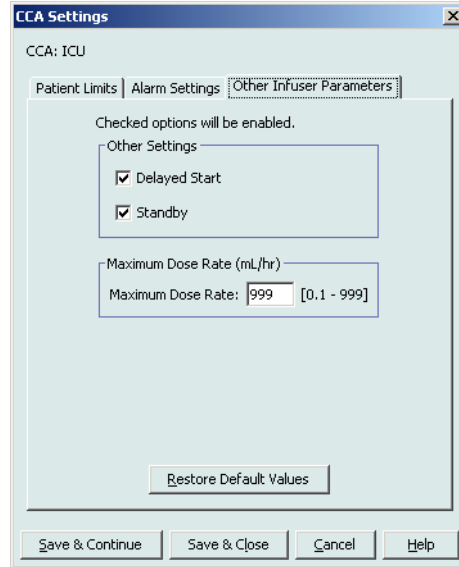 CCA Settings
CCA: ICU
Patient Limits Alarm Settings Other Infuser Parameters
Checked options will be enabled.
Other Settings
Delayed Start
Standby
Maximum Dose Rate (mL/hr)
Maximum Dose Rate: 999 [0.1 - 999]
Restore Default Values
Save & Continue Save & Close Cancel Help